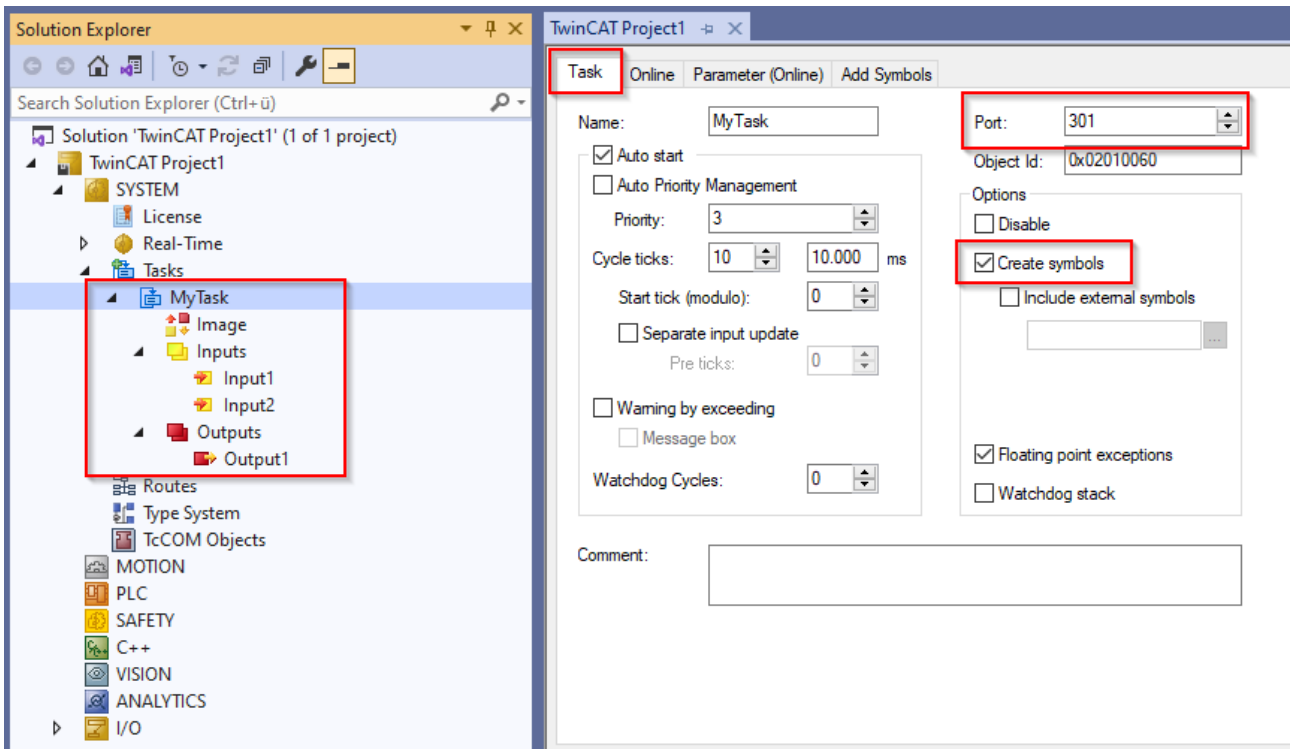 Solution Explorer
Search Solution Explorer (Ctrl+ü)
Solution 'TwinCAT Project1' (1 of 1 project)
TwinCAT Project1
SYSTEM
License
Real-Time
Tasks
MyTask
Image
Inputs
Input1
Input2
Outputs
Output1
Routes
Type System
TcCOM Objects
MOTION
PLC
SAFETY
C++
VISION
ANALYTICS
I/O
TwinCAT Project1
Task Online Parameter (Online) Add Symbols
Name: MyTask
Auto start
Auto Priority Management
Priority: 3
Cycle ticks: 10 10.000 ms
Start tick (modulo): 0
Separate input update
Pre ticks: 0
Warning by exceeding
Message box
Watchdog Cycles: 0
Port: 301
Object Id: 0x02010060
Options
Disable
Create symbols
Include external symbols
...
Floating point exceptions
Watchdog stack
Comment: